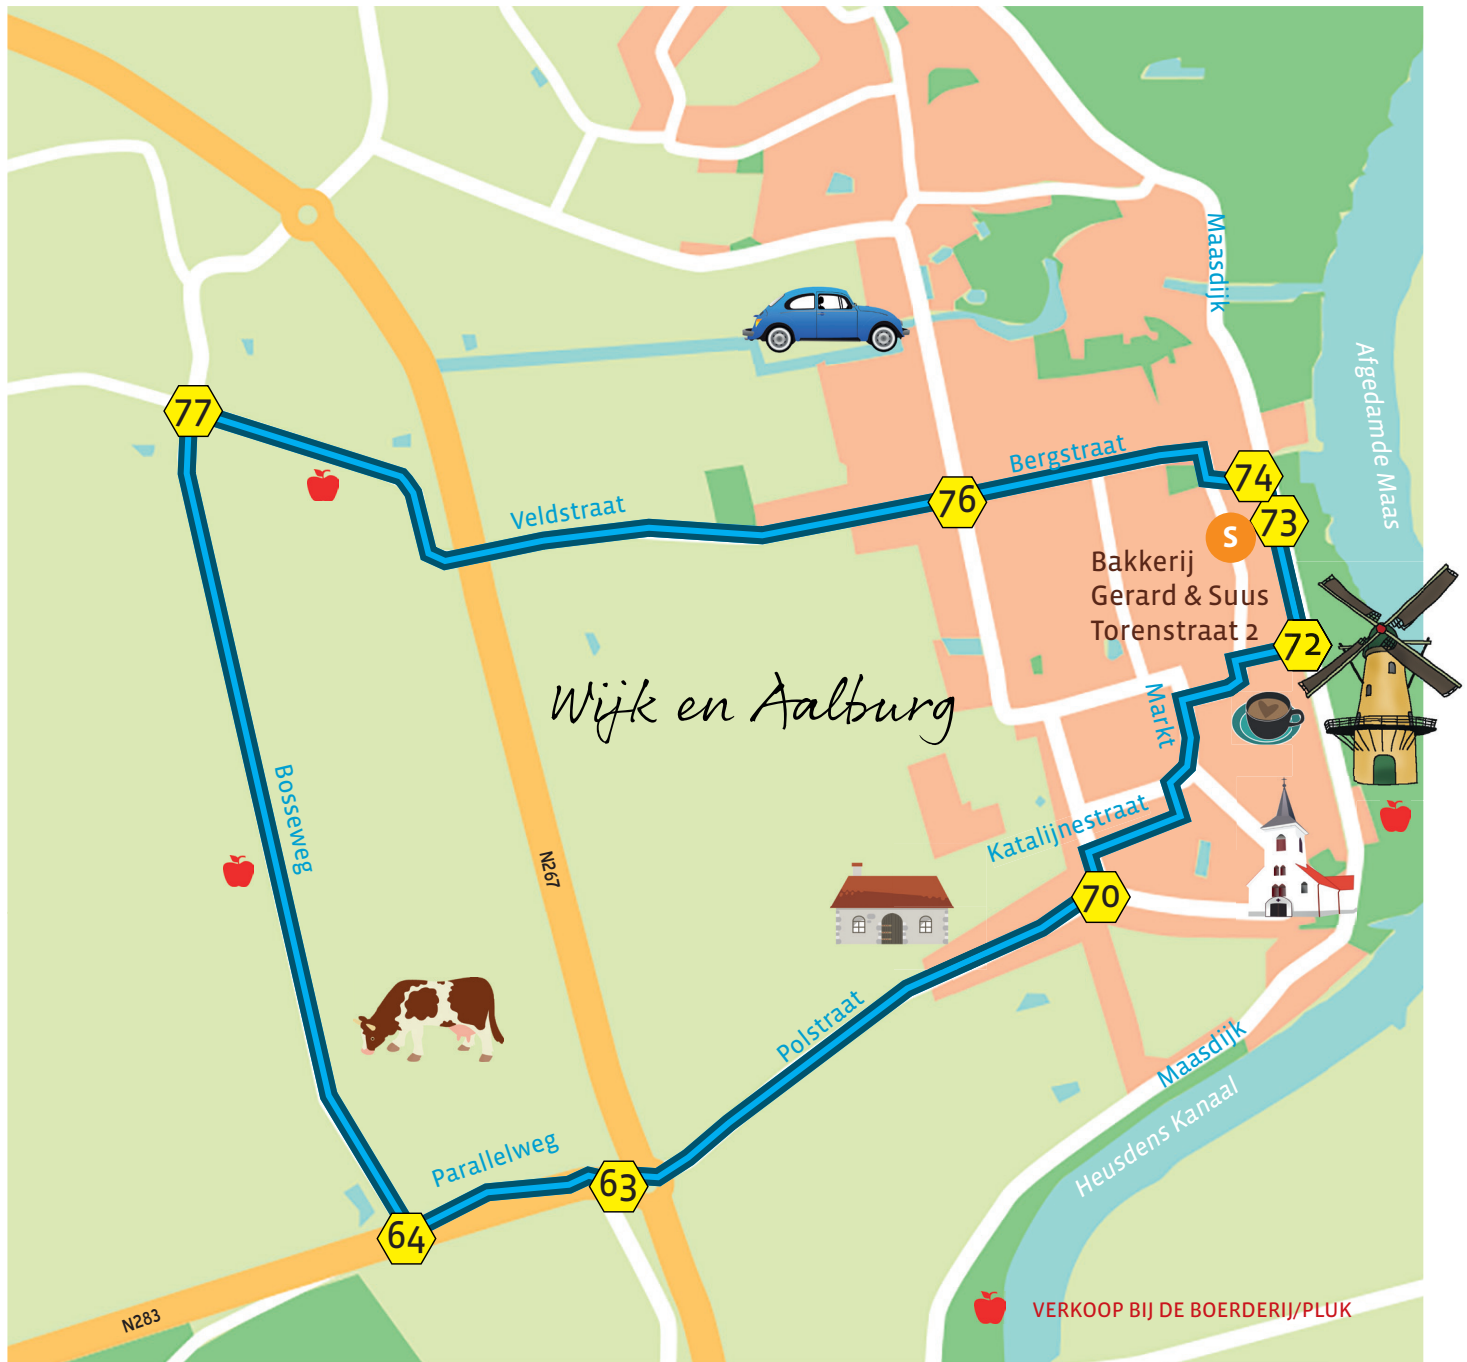 Maasdijk
Afgedamde Maas
77
74
Bergstraat
76
Veldstraat
73
S
Bakkerij
Gerard & Suus
Torenstraat 2
72
Wijk en Aalburg
Markt
Bosseweg
Katalijnestraat
N267
70
Polstraat
Maasdijk
Heusdens Kanaal
Parallelweg
63
64
N283
VERKOOP BIJ DE BOERDERIJ/PLUK